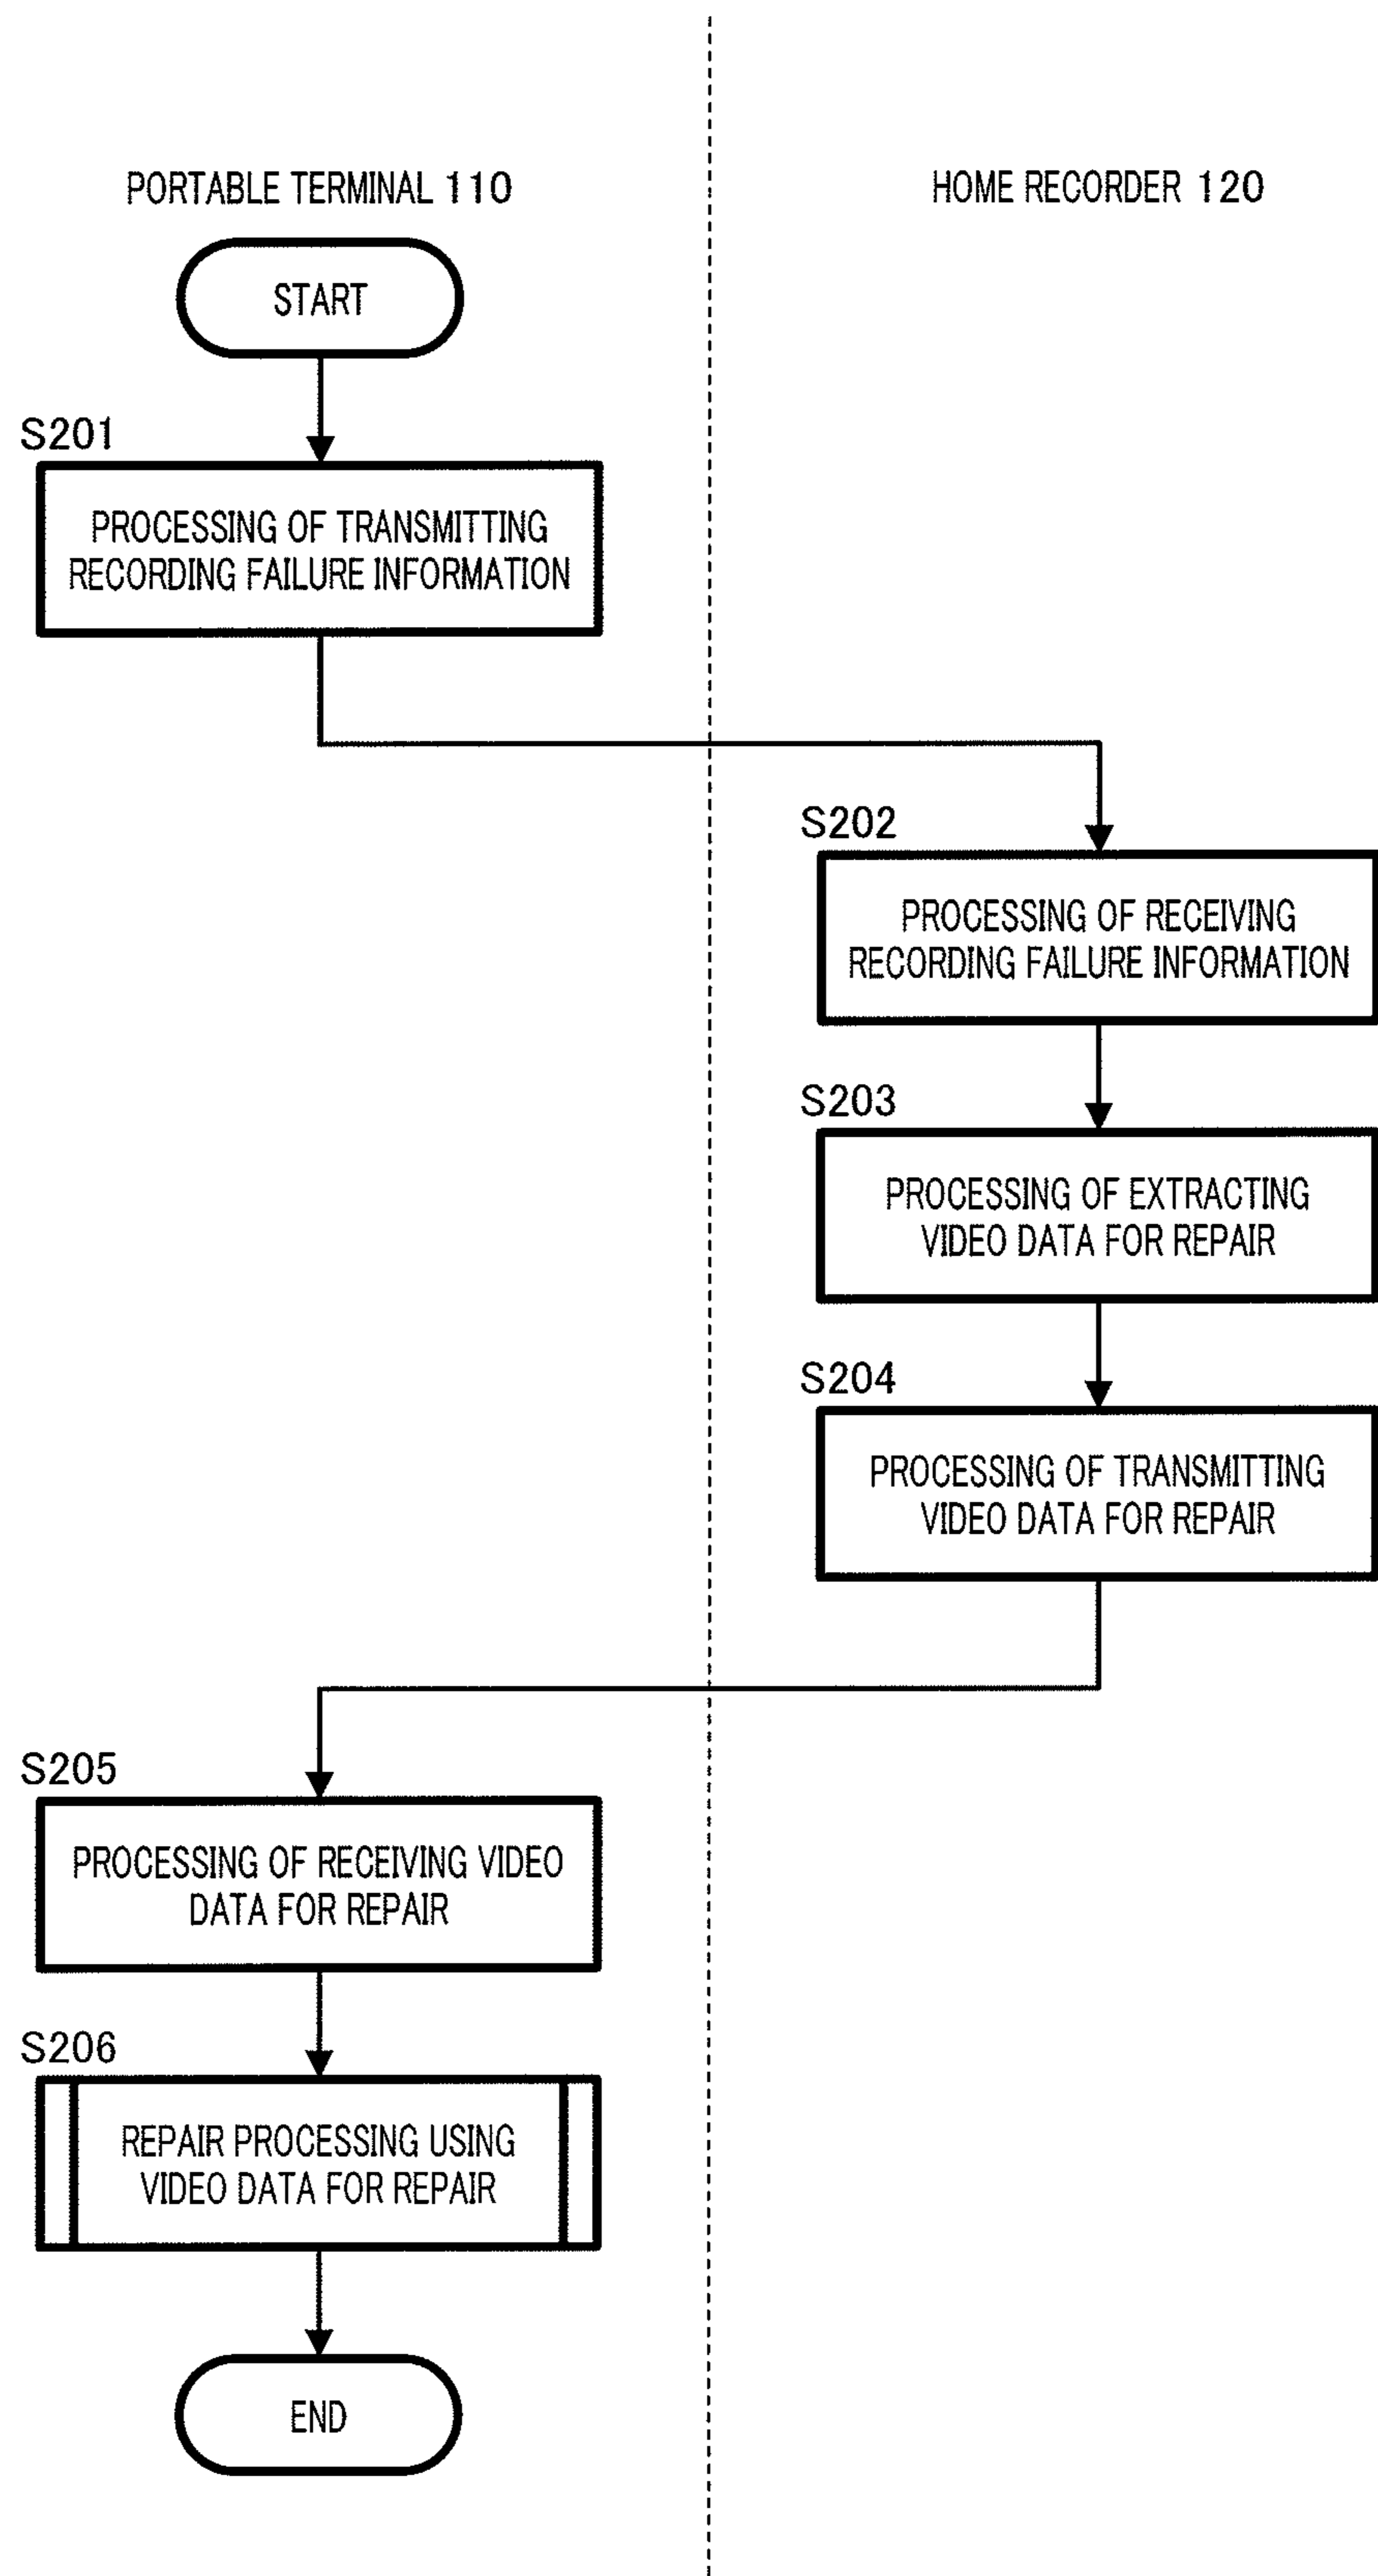 PORTABLE TERMINAL 110
HOME RECORDER 120
START
S201
PROCESSING OF TRANSMITTING
RECORDING FAILURE INFORMATION
S202
PROCESSING OF RECEIVING
RECORDING FAILURE INFORMATION
S203
PROCESSING OF EXTRACTING
VIDEO DATA FOR REPAIR
S204
PROCESSING OF TRANSMITTING
VIDEO DATA FOR REPAIR
S205
PROCESSING OF RECEIVING VIDEO
DATA FOR REPAIR
S206
REPAIR PROCESSING USING
VIDEO DATA FOR REPAIR
END